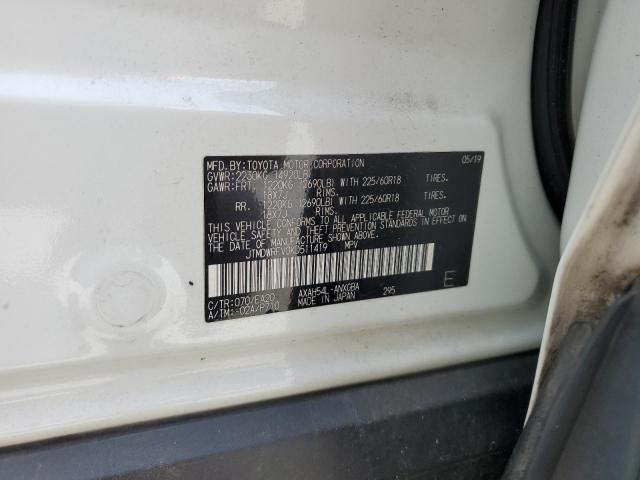 MFD. BY: TOYOTA MOTOR CORPORATION 05/19
GVWR: 2230KG (4920LB)
GAWR: FRT. 1220KG (2690LB) WITH 225/60R18 TIRES,
18X7J RIMS,
RR. 1220KG (2690LB) WITH 225/60R18 TIRES,
18X7J RIMS.
THIS VEHICLE CONFORMS TO ALL APPLICABLE FEDERAL MOTOR
VEHICLE SAFETY AND THEFT PREVENTION STANDARDS IN EFFECT ON
THE DATE OF MANUFACTURE SHOWN ABOVE.
JTMDWRFV0KD511419 MPV
E
C/TR: 070/EA20 AXAH54L-ANXGBA 295
A/TM: -02A/P710 MADE IN JAPAN